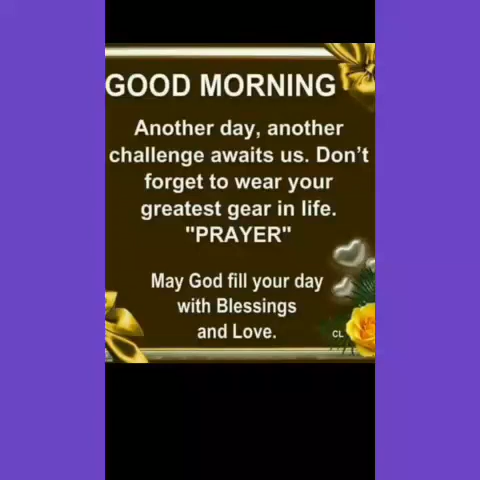 GOOD MORNING
Another day, another
challenge awaits us. Don't
forget to wear your
greatest gear in life.
"PRAYER"
May God fill your day
with Blessings
and Love.
CL